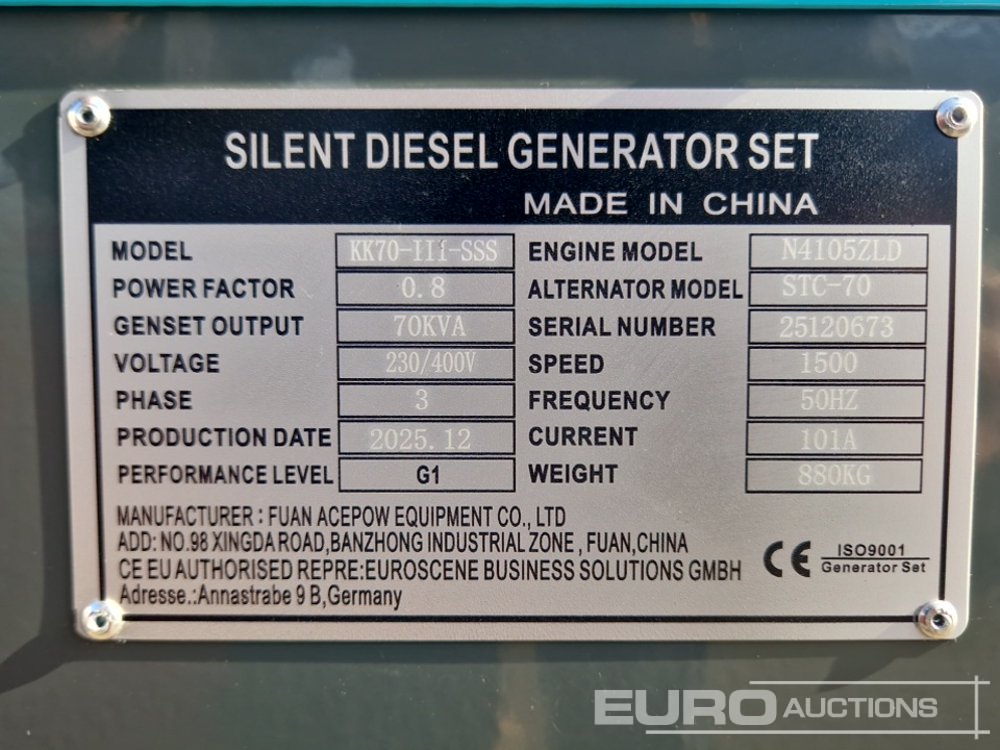 SILENT DIESEL GENERATOR SET
MADE IN CHINA
MODEL KK70-III-SSS ENGINE MODEL N4105ZLD
POWER FACTOR 0.8 ALTERNATOR MODEL STC-70
GENSET OUTPUT 70KVA SERIAL NUMBER 25120673
VOLTAGE 230/400V SPEED 1500
PHASE 3 FREQUENCY 50HZ
PRODUCTION DATE 2025.12 CURRENT 101A
PERFORMANCE LEVEL G1 WEIGHT 880KG
MANUFACTURER : FUAN ACEPOW EQUIPMENT CO., LTD
ADD: NO.98 XINGDA ROAD,BANZHONG INDUSTRIAL ZONE , FUAN,CHINA
CE EU AUTHORISED REPRE:EUROSCENE BUSINESS SOLUTIONS GMBH
Adresse.:Annastrabe 9 B,Germany
CE ISO9001
Generator Set
EURO AUCTIONS